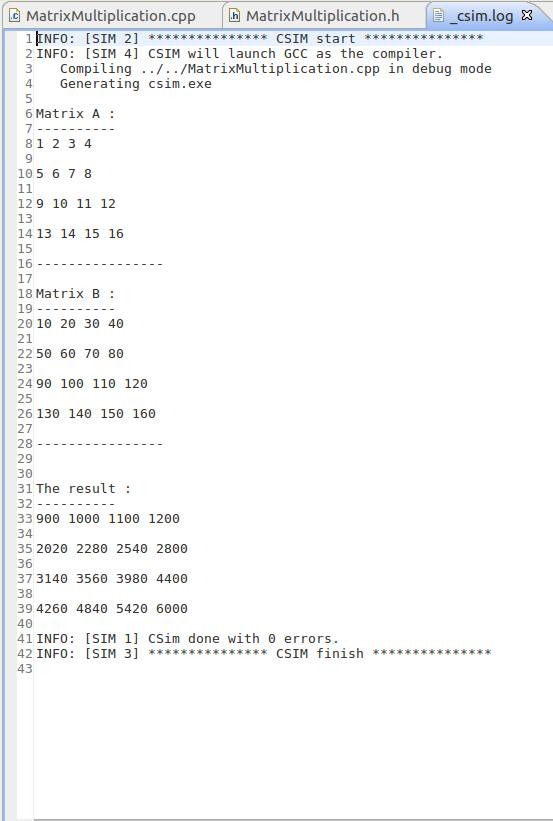 MatrixMultiplication.cpp MatrixMultiplication.h _csim.log
1 INFO: [SIM 2] *************** CSIM start ***************
2 INFO: [SIM 4] CSIM will launch GCC as the compiler.
3    Compiling ../../MatrixMultiplication.cpp in debug mode
4    Generating csim.exe
5
6 Matrix A :
7 ----------
8 1 2 3 4
9
10 5 6 7 8
11
12 9 10 11 12
13
14 13 14 15 16
15
16 ----------------
17
18 Matrix B :
19 ----------
20 10 20 30 40
21
22 50 60 70 80
23
24 90 100 110 120
25
26 130 140 150 160
27
28 ----------------
29
30
31 The result :
32 ----------
33 900 1000 1100 1200
34
35 2020 2280 2540 2800
36
37 3140 3560 3980 4400
38
39 4260 4840 5420 6000
40
41 INFO: [SIM 1] CSim done with 0 errors.
42 INFO: [SIM 3] *************** CSIM finish ***************
43